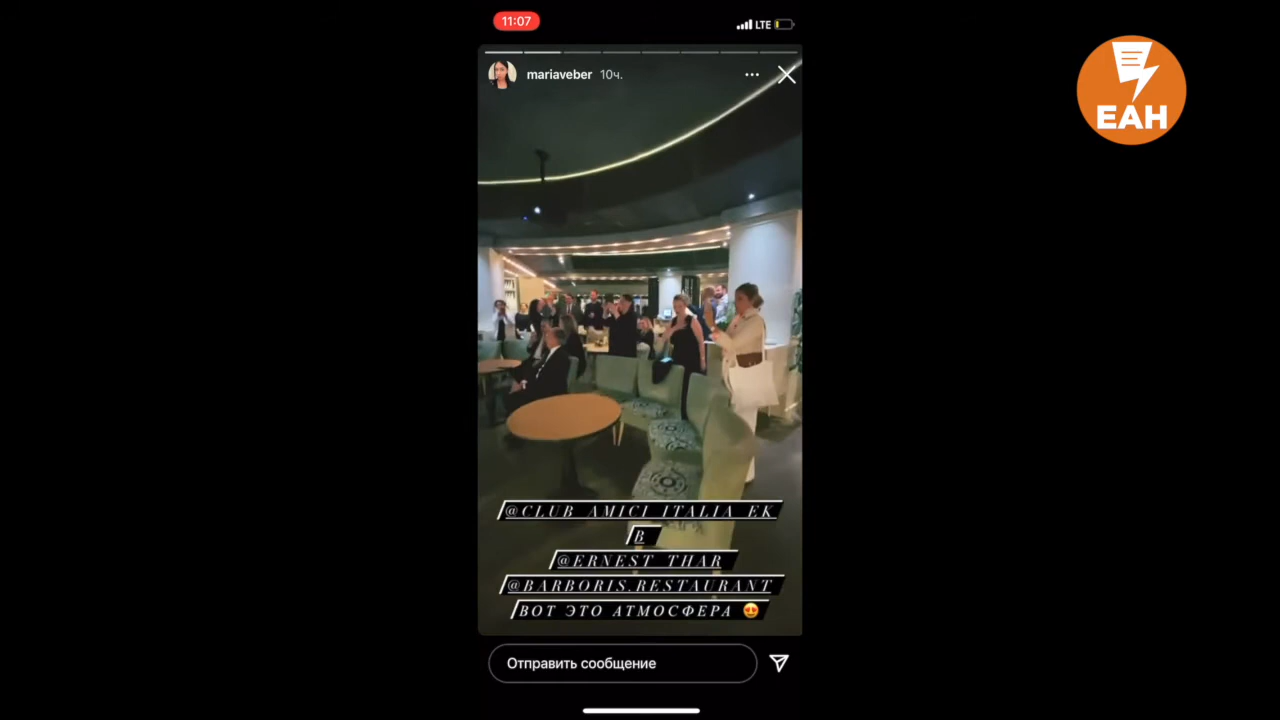 11:07
LTE
mariaveber 10ч.
EAH
@CLUB_AMICI_ITALIA_EK
B
@ERNEST_THAR
@BARBORIS.RESTAURANT
ВОТ ЭТО АТМОСФЕРА 😍
Отправить сообщение